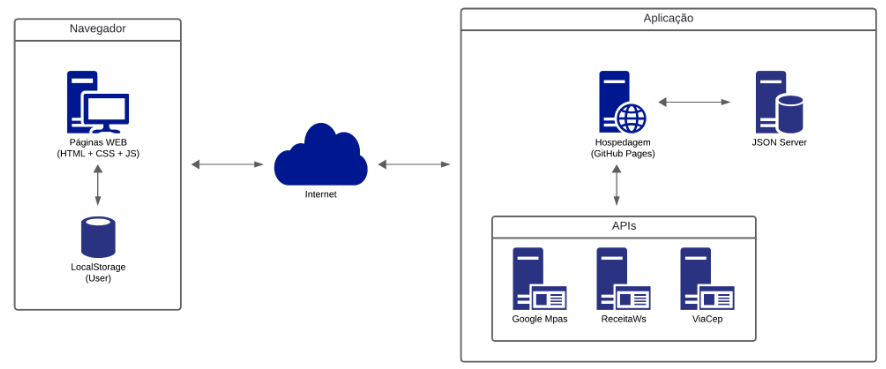 Navegador
Páginas WEB
(HTML + CSS + JS)
LocalStorage
(User)
Internet
Aplicação
Hospedagem
(GitHub Pages)
JSON Server
APIs
Google Mpas
ReceitaWs
ViaCep